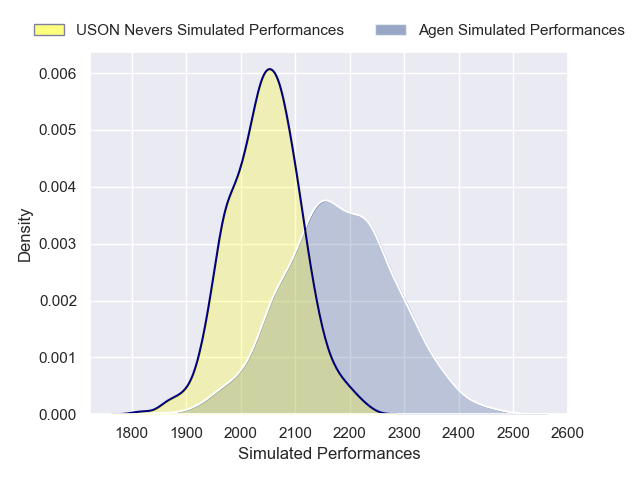 USON Nevers Simulated Performances
Agen Simulated Performances
0.006
0.005
0.004
0.003
0.002
0.001
0.000
Density
1800 1900 2000 2100 2200 2300 2400 2500 2600
Simulated Performances